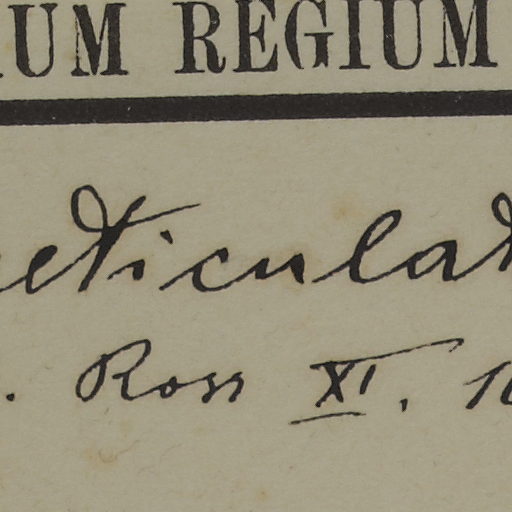 UM REGIUM
eticulat
. Ross XI. 1